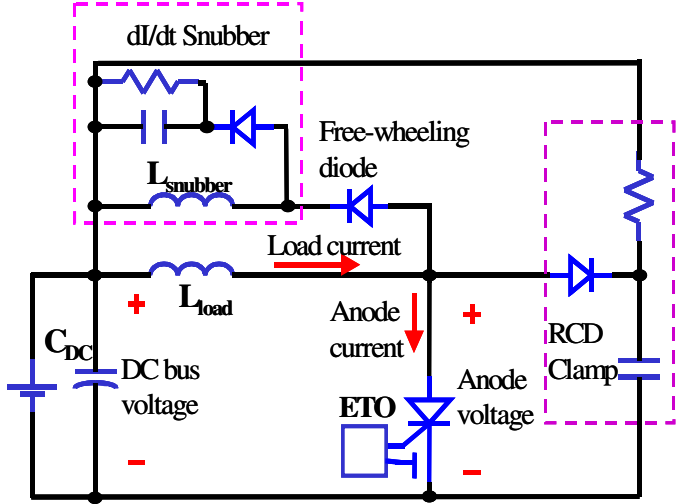 dI/dt Snubber
Free-wheeling
diode
Lsnubber
Load current
Lload
+
+
Anode
current
RCD
Clamp
CDC
DC bus
voltage
Anode
voltage
ETO
−
−